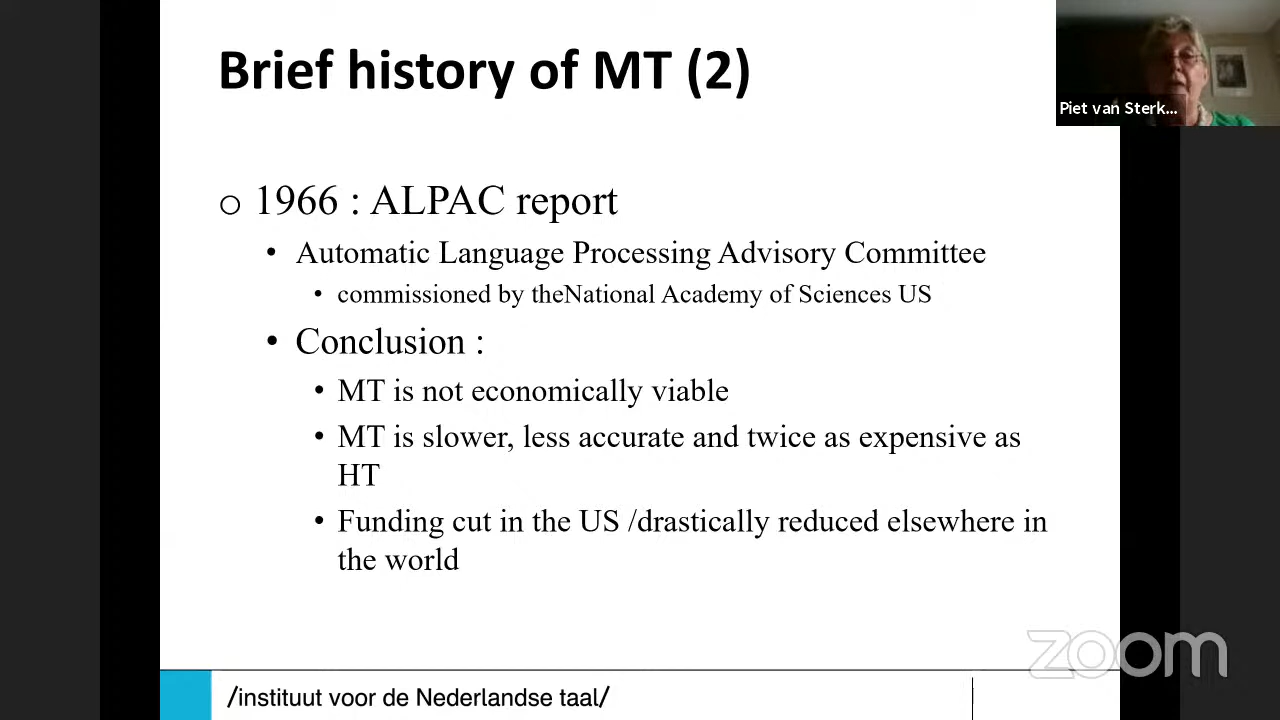 Brief history of MT (2)
Piet van Sterk...
o 1966 : ALPAC report
• Automatic Language Processing Advisory Committee
• commissioned by theNational Academy of Sciences US
• Conclusion :
• MT is not economically viable
• MT is slower, less accurate and twice as expensive as
HT
• Funding cut in the US /drastically reduced elsewhere in
the world
zoom
/instituut voor de Nederlandse taal/